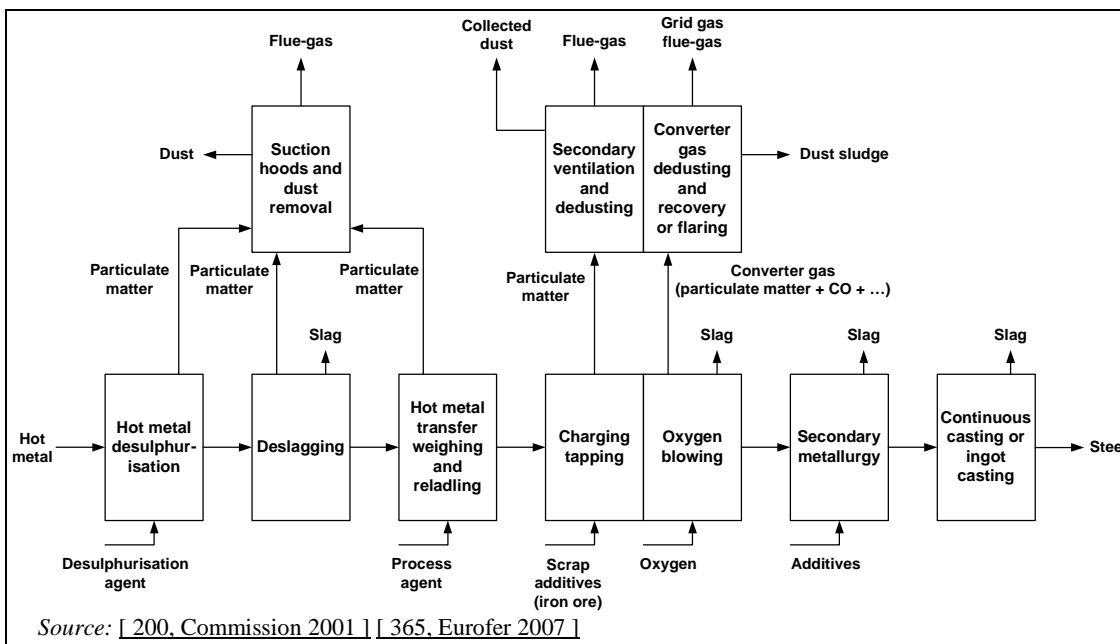 Flue-gas
Collected
dust
Flue-gas
Grid gas
flue-gas
Dust
Suction
hoods and
dust
removal
Secondary
ventilation
and
dedusting
Converter
gas
dedusting
and
recovery
or flaring
Dust sludge
Particulate
matter
Particulate
matter
Particulate
matter
Particulate
matter
Converter gas
(particulate matter + CO + …)
Slag
Slag
Slag
Slag
Hot
metal
Hot metal
desulphur-
isation
Deslagging
Hot metal
transfer
weighing
and
reladling
Charging
tapping
Oxygen
blowing
Secondary
metallurgy
Continuous
casting or
ingot
casting
Stee
Desulphurisation
agent
Process
agent
Scrap
additives
(iron ore)
Oxygen
Additives
Source: [ 200, Commission 2001 ] [ 365, Eurofer 2007 ]